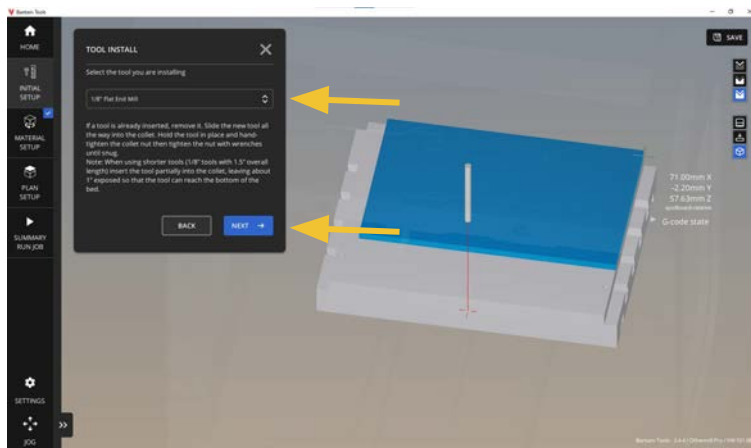 Bantam Tools
HOME
INITIAL
SETUP
MATERIAL
SETUP
PLAN
SETUP
SUMMARY
RUN JOB
SETTINGS
JOG
TOOL INSTALL
Select the tool you are installing
1/8" Flat End Mill
If a tool is already inserted, remove it. Slide the new tool all
the way into the collet. Hold the tool in place and hand-
tighten the collet nut then tighten the nut with wrenches
until snug.
Note: When using shorter tools (1/8" tools with 1.5" overall
length) insert the tool partially into the collet, leaving about
1" exposed so that the tool can reach the bottom of the
bed.
BACK
NEXT
SAVE
71.00mm X
-2.20mm Y
57.63mm Z
G-code state
Bantam Tools